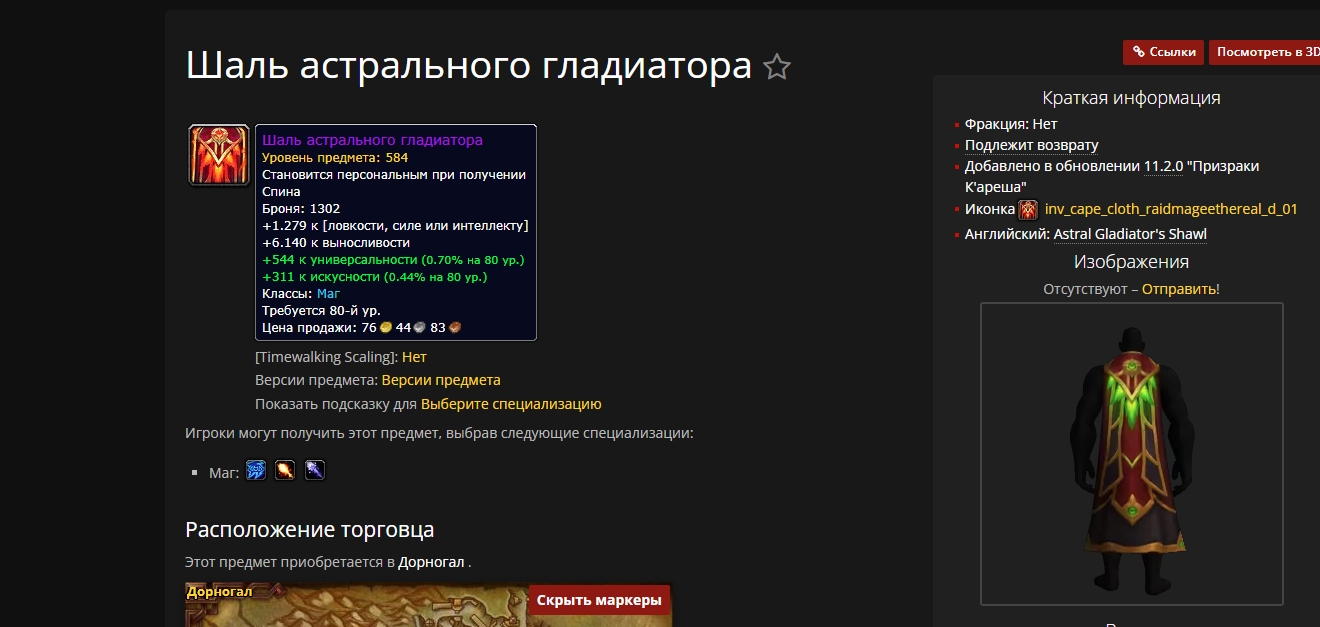 Ссылки
Посмотреть в 3D
Шаль астрального гладиатора
Шаль астрального гладиатора
Уровень предмета: 584
Становится персональным при получении
Спина
Броня: 1302
+1.279 к [ловкости, силе или интеллекту]
+6.140 к выносливости
+544 к универсальности (0.70% на 80 ур.)
+311 к искусности (0.44% на 80 ур.)
Классы: Маг
Требуется 80-й ур.
Цена продажи: 76 44 83
[Timewalking Scaling]: Нет
Версии предмета: Версии предмета
Показать подсказку для Выберите специализацию
Игроки могут получить этот предмет, выбрав следующие специализации:
Маг:
Расположение торговца
Этот предмет приобретается в Дорногал .
Дорногал
Скрыть маркеры
Краткая информация
Фракция: Нет
Подлежит возврату
Добавлено в обновлении 11.2.0 "Призраки
К'ареша"
Иконка inv_cape_cloth_raidmageethereal_d_01
Английский: Astral Gladiator's Shawl
Изображения
Отсутствуют – Отправить!